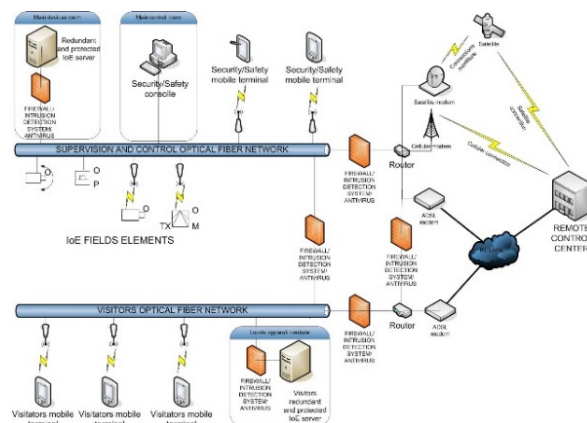 Main devices room
Main control room
Redundant
and protected
IoE server
FIREWALL/
INTRUSION
DETECTION
SYSTEM/
ANTIVIRUS
Security/Safety
consolle
Security/Safety
mobile terminal
Security/Safety
mobile terminal
Satellite
Connections
Satellite modem
Cellular modem
Satellite
connection
Cellular connection
SUPERVISION AND CONTROL OPTICAL FIBER NETWORK
FIREWALL/
INTRUSION
DETECTION
SYSTEM/
ANTIVIRUS
Router
O
O
P
O
O
TX
M
IoE FIELDS ELEMENTS
ADSL
modem
REMOTE
CONTROL
CENTER
FIREWALL/
INTRUSION
DETECTION
SYSTEM/
ANTIVIRUS
FIREWALL/
INTRUSION
DETECTION
SYSTEM/
ANTIVIRUS
VISITORS OPTICAL FIBER NETWORK
FIREWALL/
INTRUSION
DETECTION
SYSTEM/
ANTIVIRUS
Router
ADSL
modem
FIREWALL/
INTRUSION
DETECTION
SYSTEM/
ANTIVIRUS
Visitors
redundant
and protected
IoE server
Visitators mobile
terminal
Visitators mobile
terminal
Visitators mobile
terminal